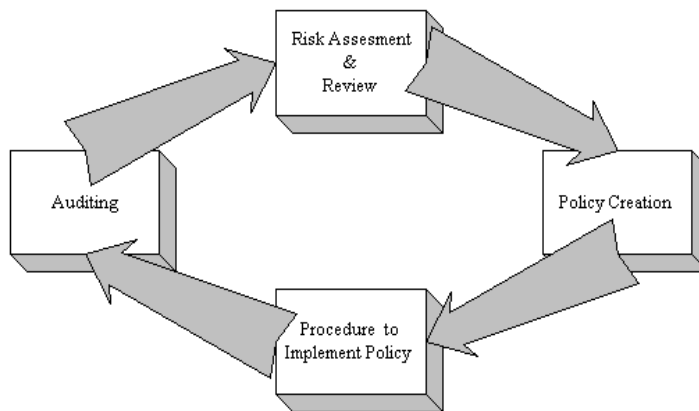 Risk Assesment
&
Review
Auditing
Policy Creation
Procedure to
Implement Policy